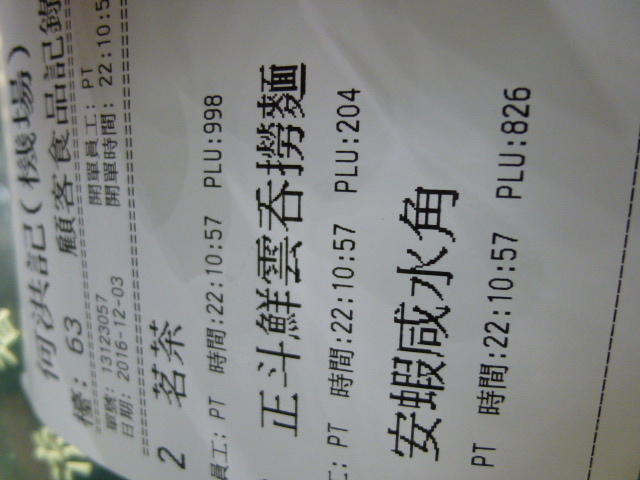 何洪記(機場)
顧客食品記錄
檯: 63
單號: 13123057 開單員工: PT
日期: 2016-12-03 開單時間: 22:10:5
2 茗茶
員工: PT 時間:22:10:57 PLU:998
正斗鮮雲吞撈麵
工: PT 時間:22:10:57 PLU:204
安蝦咸水角
PT 時間:22:10:57 PLU:826